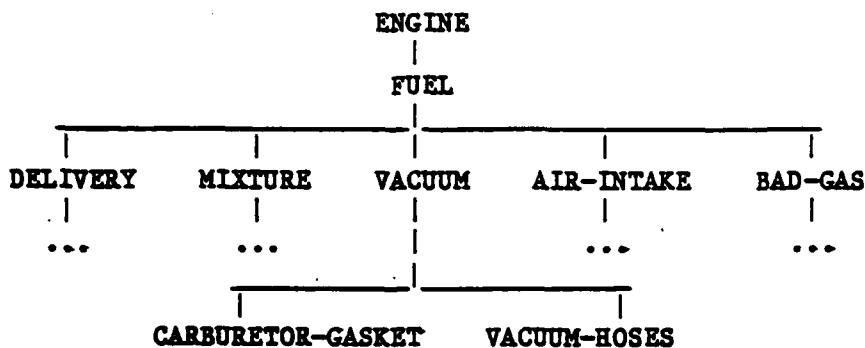 ENGINE
FUEL
DELIVERY MIXTURE VACUUM AIR-INTAKE BAD-GAS
... ... ... ...
CARBURETOR-GASKET VACUUM-HOSES